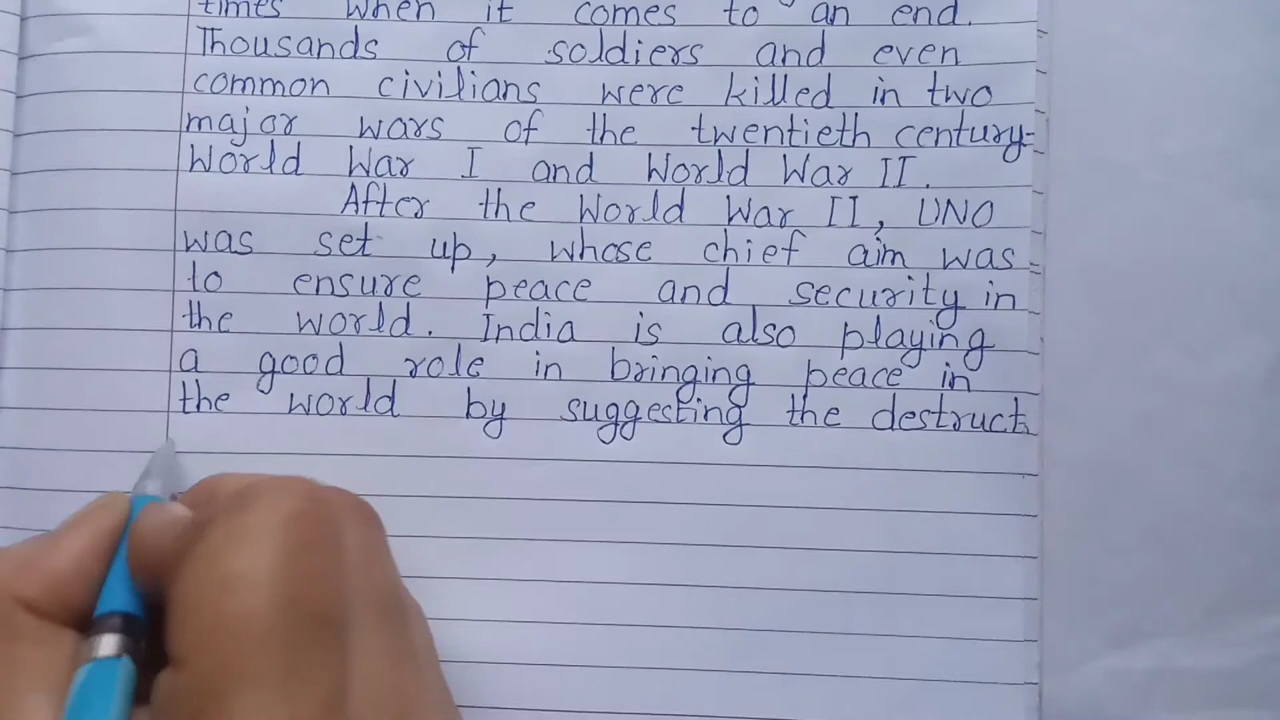 times when it comes to an end.
Thousands of soldiers and even
common civilians were killed in two
major wars of the twentieth century-
World War I and World War II.
After the World War II, UNO
was set up, whose chief aim was
to ensure peace and security in
the world. India is also playing
a good role in bringing peace in
the world by suggesting the destruct